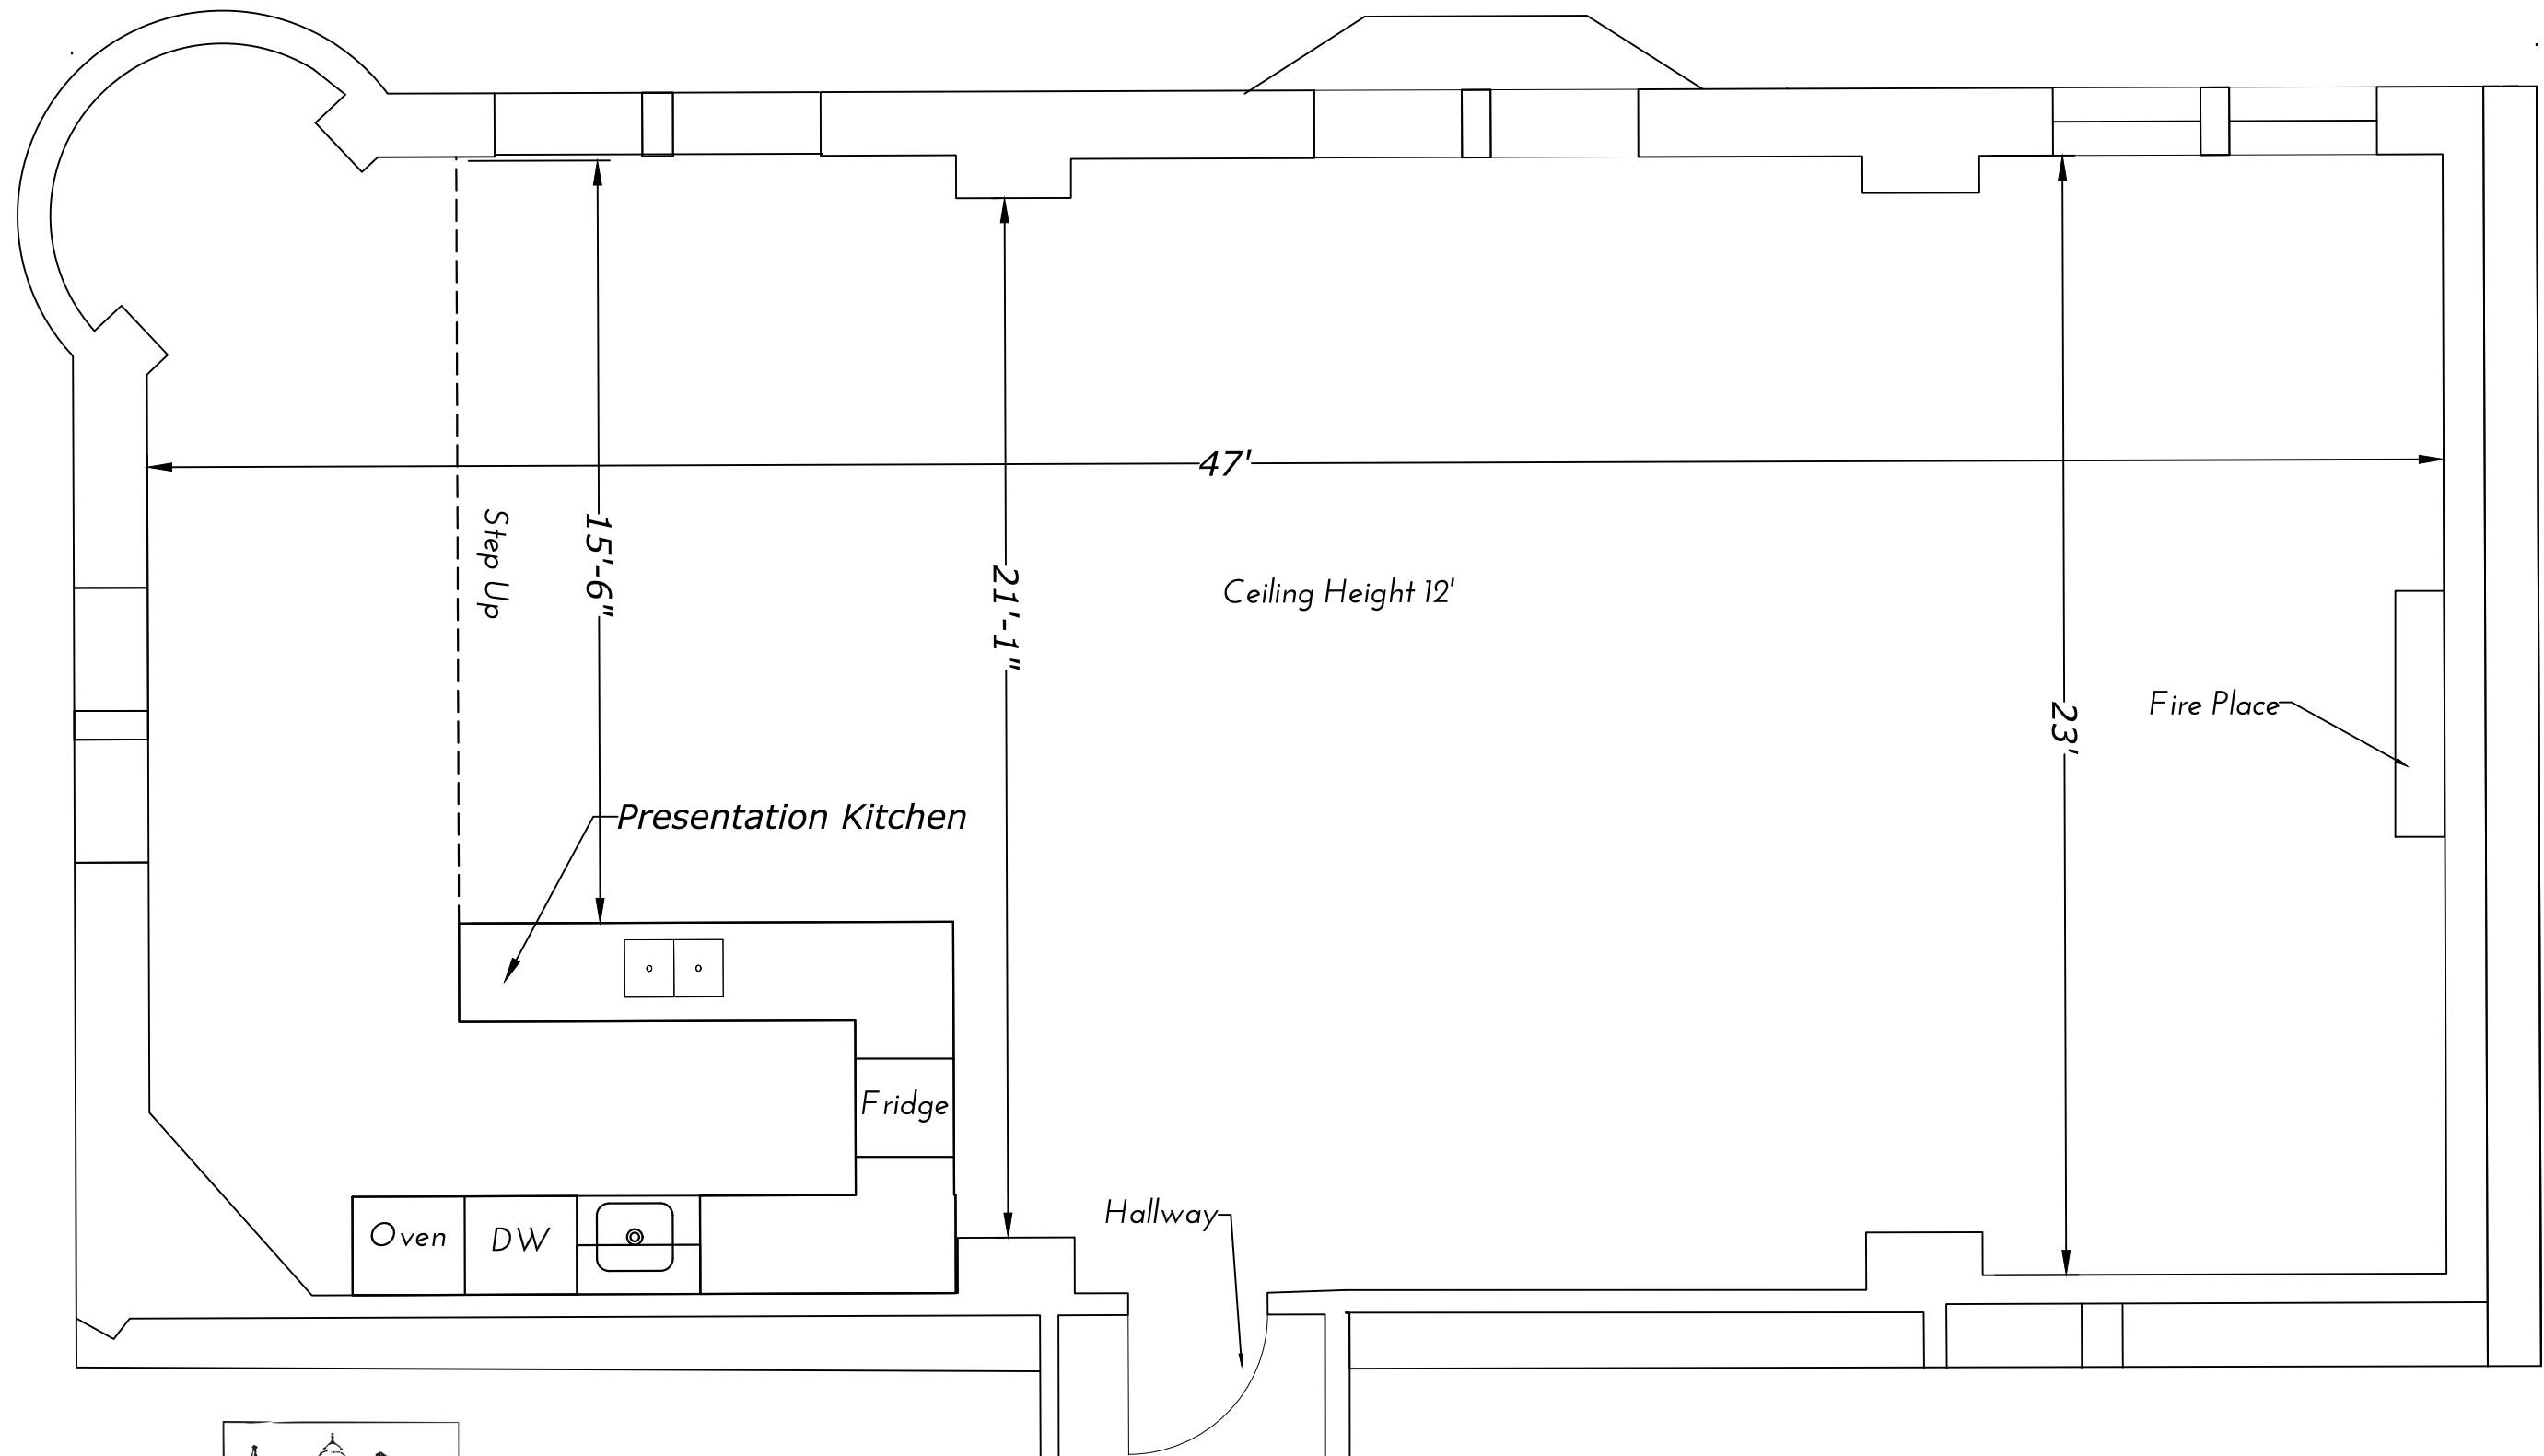 47'
Step Up
15'-6"
21'-1"
Ceiling Height 12'
23'
Fire Place
Presentation Kitchen
Fridge
Hallway
Oven
DW